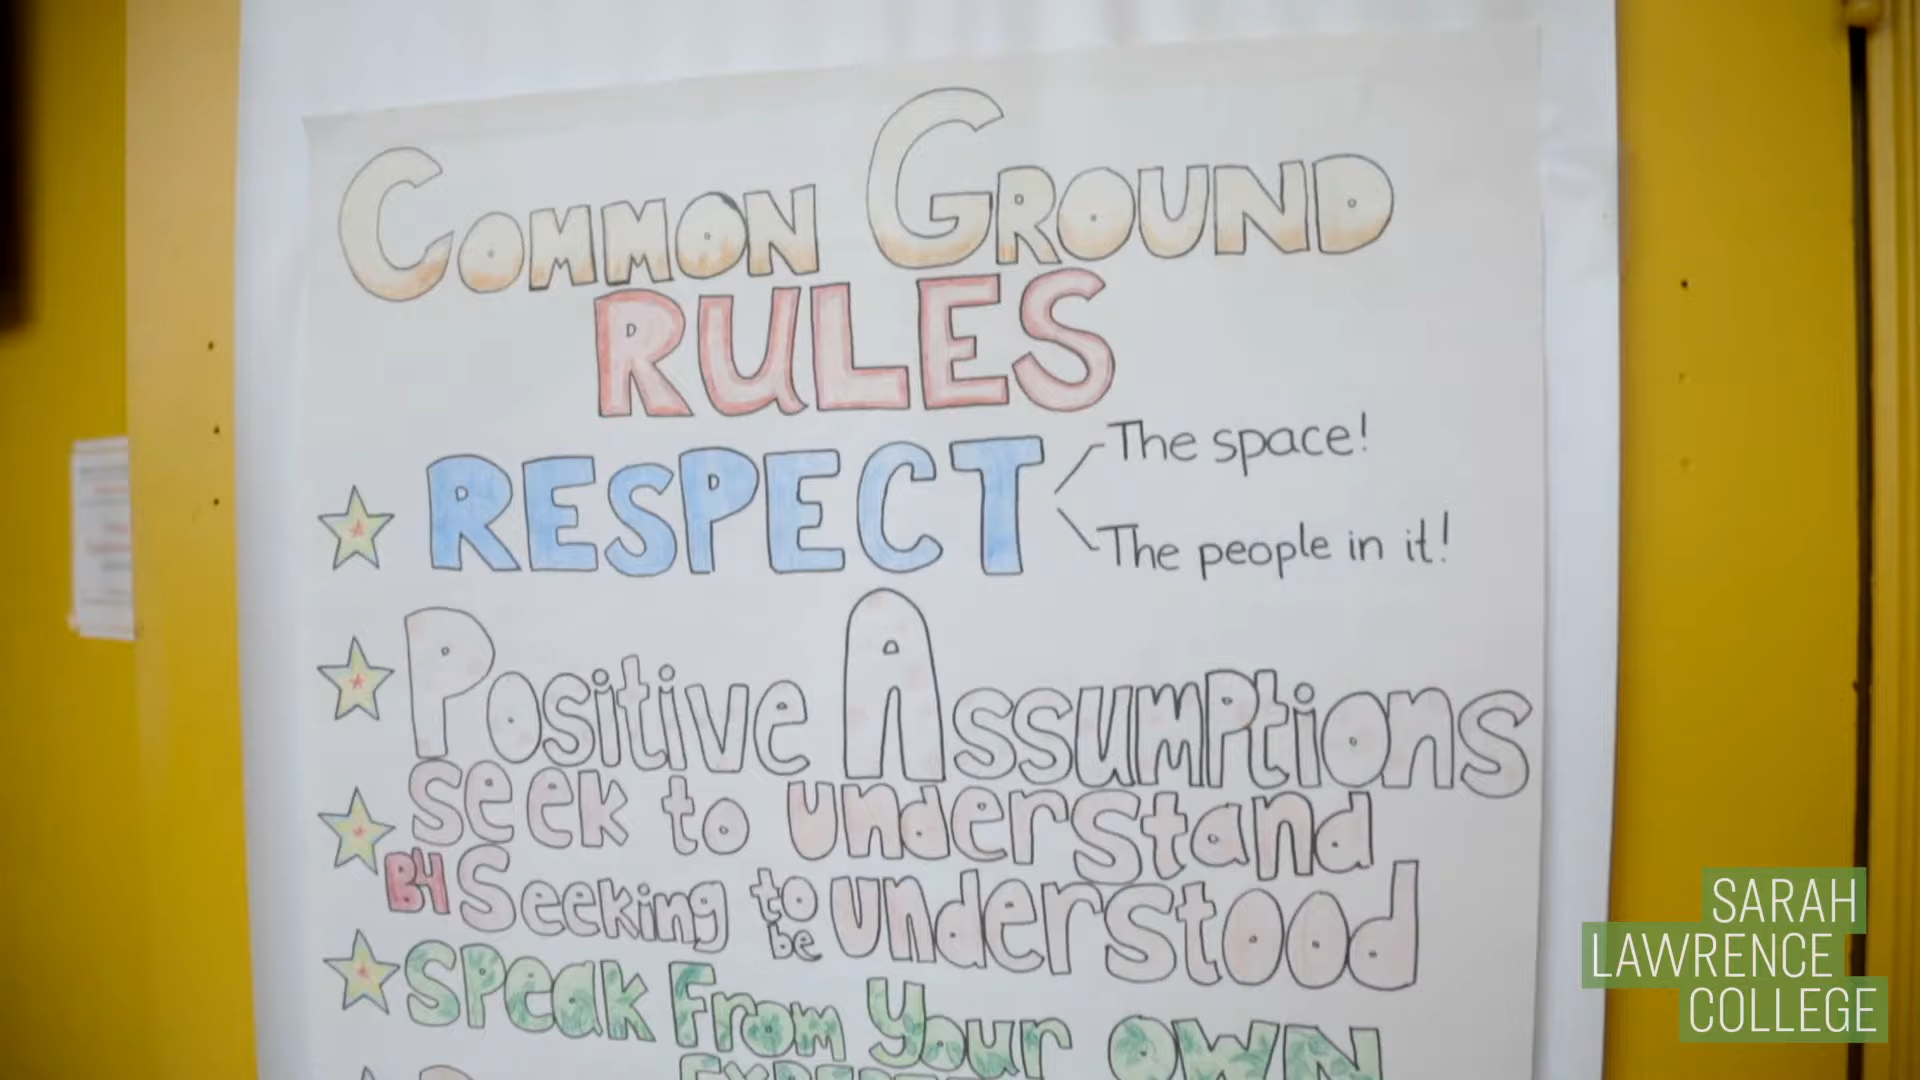 COMMON GROUND
RULES
RESPECT
The space!
The people in it!
Positive Assumptions
seek to understand
B4 Seeking to be understood
SPeak From Your OWN
SARAH
LAWRENCE
COLLEGE